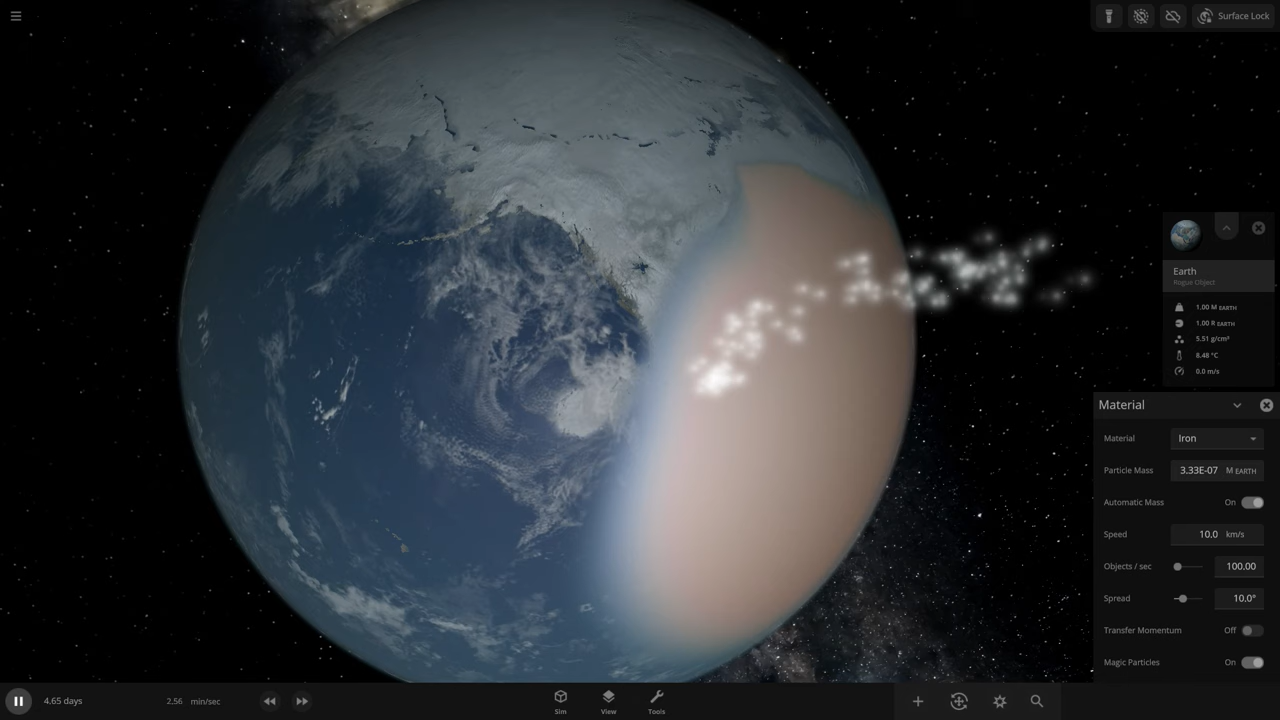 Surface Lock
Earth
Rogue Object
1.00 M EARTH
1.00 R EARTH
5.51 g/cm³
8.48 °C
0.0 m/s
Material
Material Iron
Particle Mass 3.33E-07 M EARTH
Automatic Mass On
Speed 10.0 km/s
Objects / sec 100.00
Spread 10.0°
Transfer Momentum Off
Magic Particles On
4.65 days 2.56 min/sec
Sim View Tools